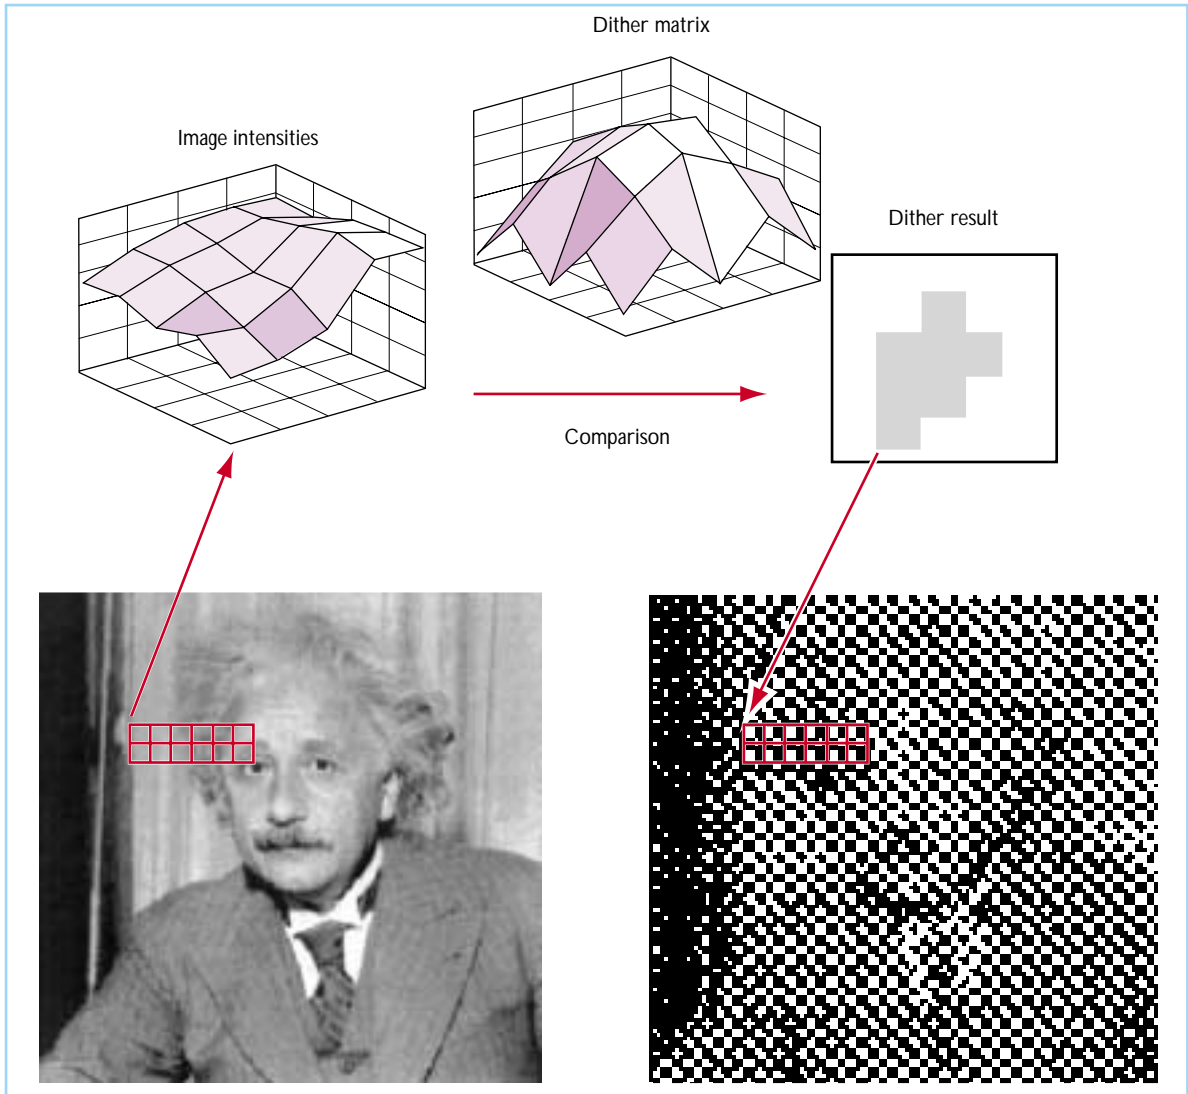 Dither matrix
Image intensities
Dither result
Comparison